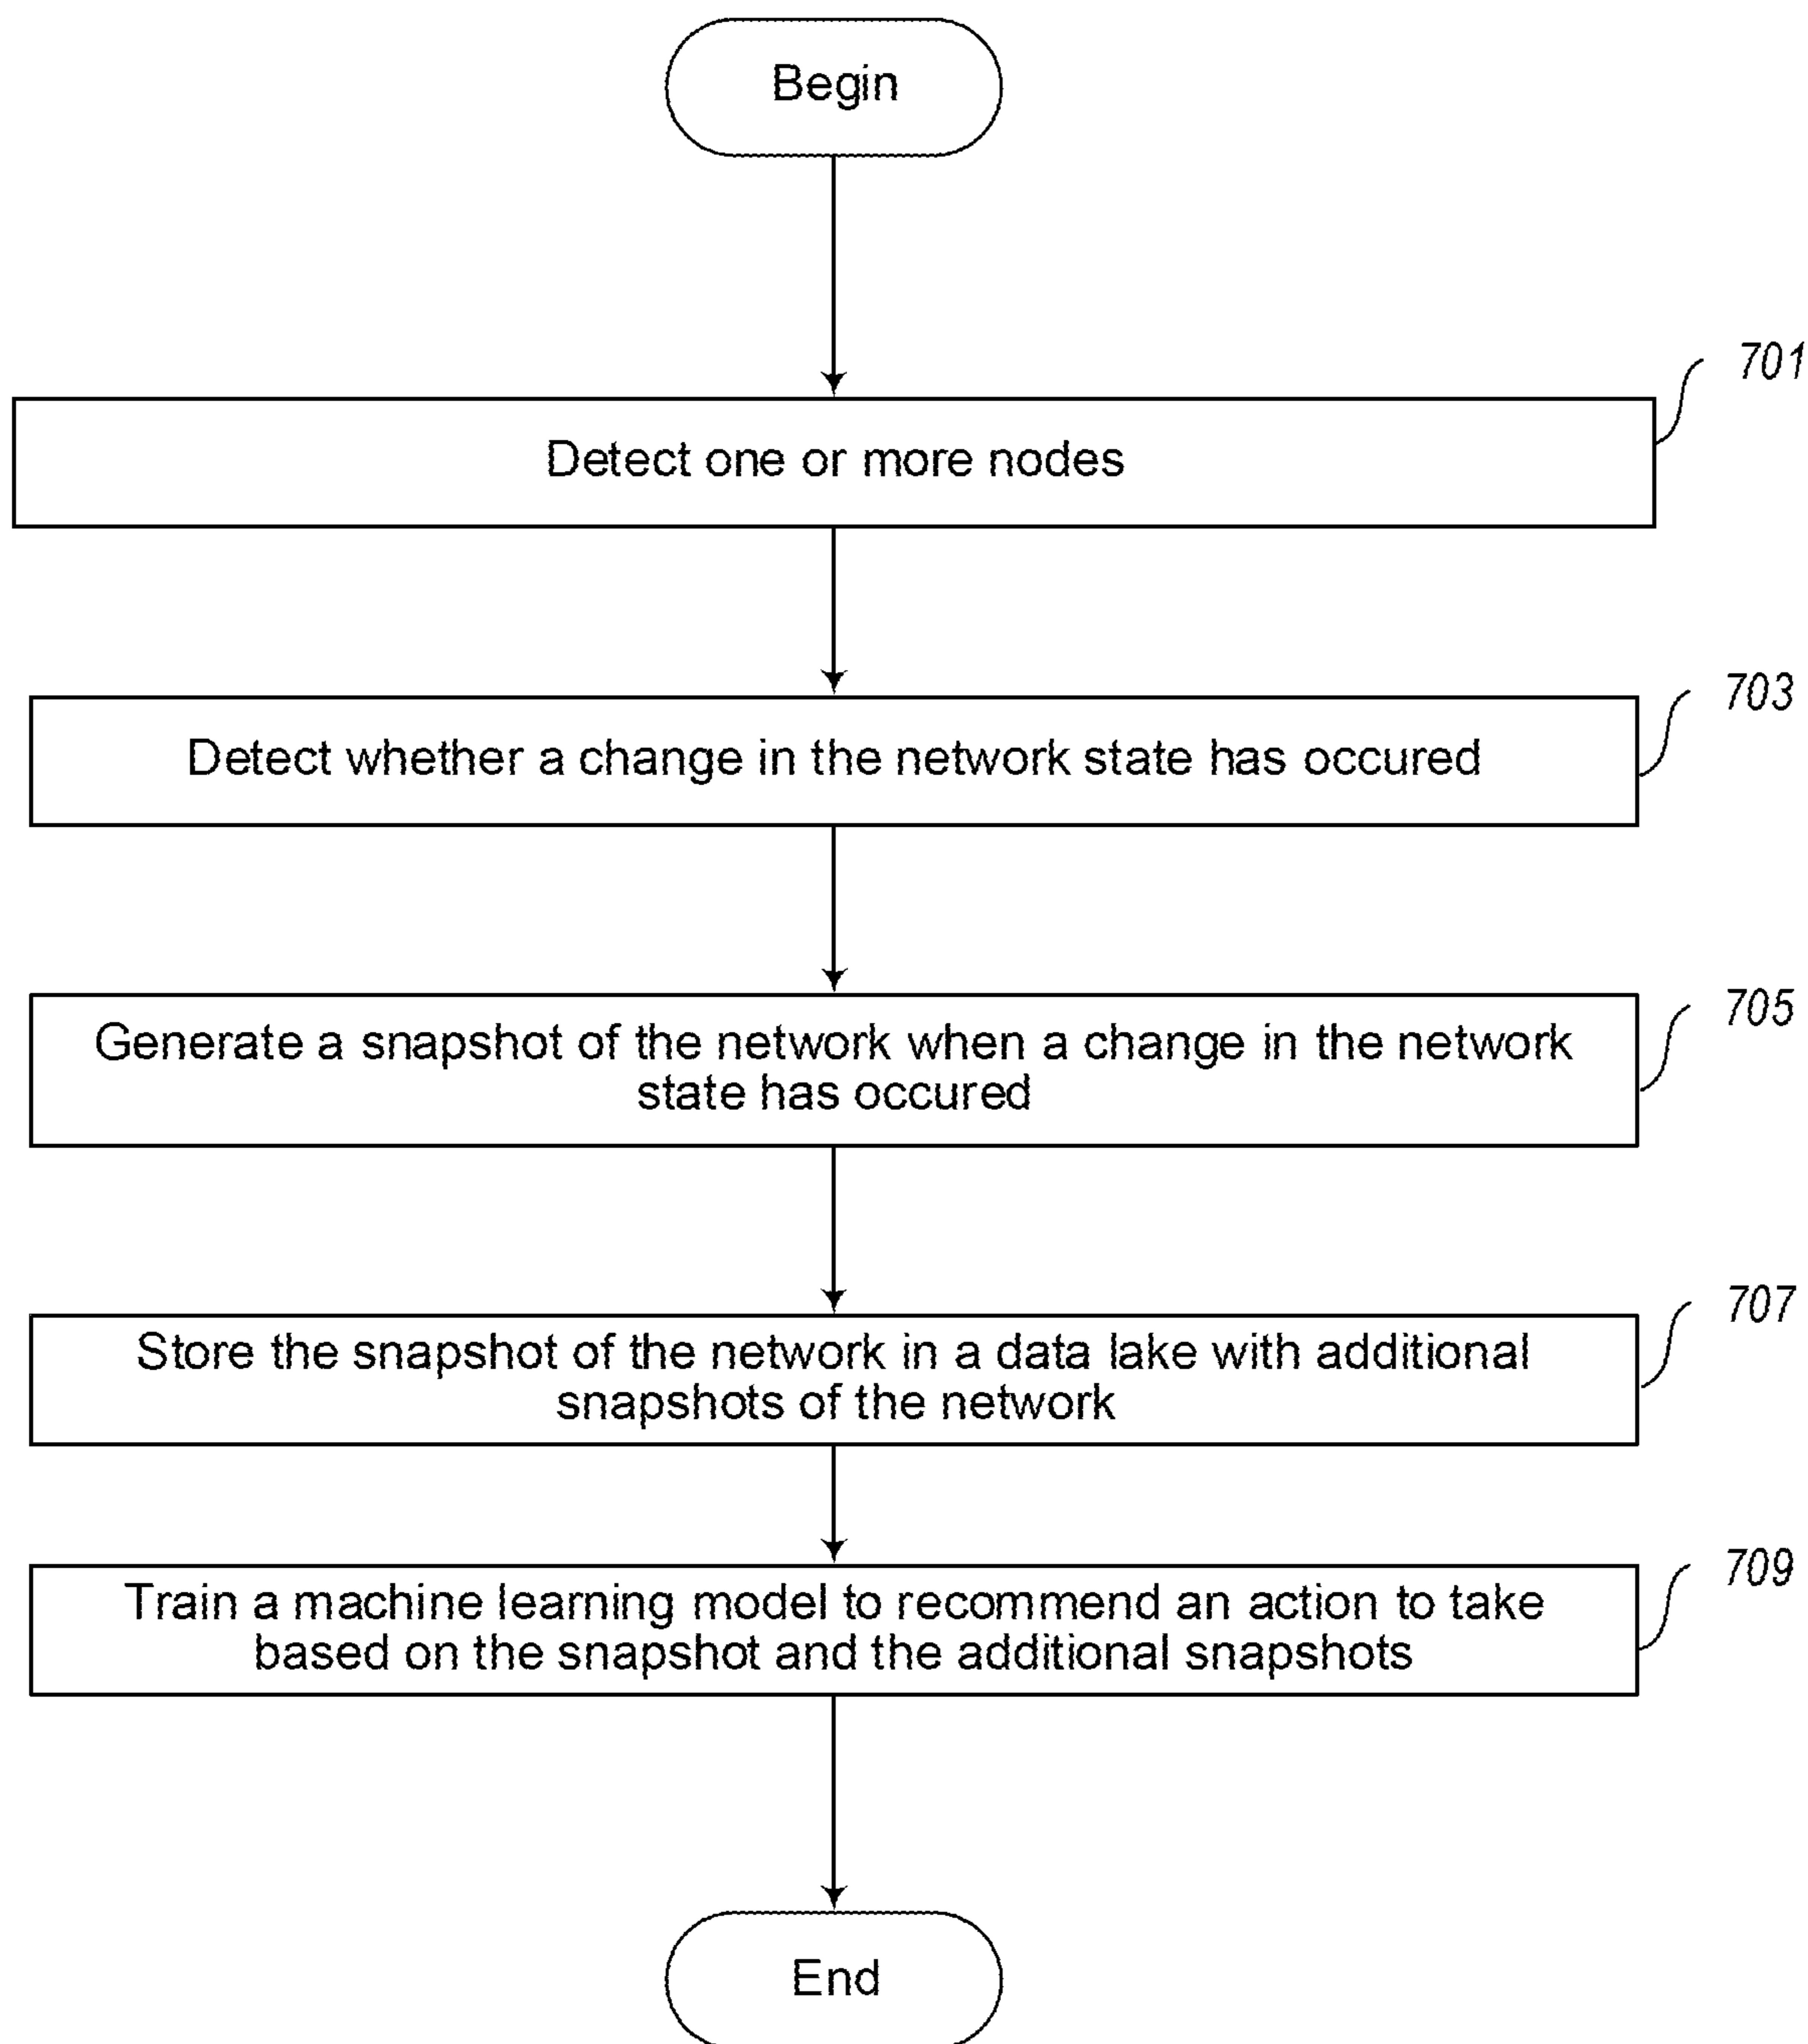 Begin
701
Detect one or more nodes
703
Detect whether a change in the network state has occured
705
Generate a snapshot of the network when a change in the network
state has occured
707
Store the snapshot of the network in a data lake with additional
snapshots of the network
709
Train a machine learning model to recommend an action to take
based on the snapshot and the additional snapshots
End